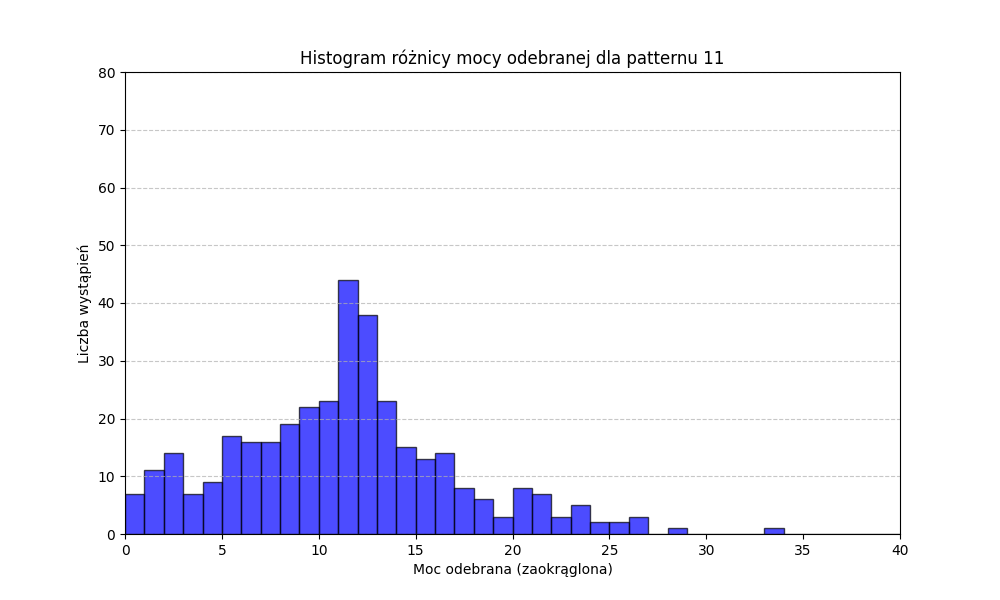 Histogram różnicy mocy odebranej dla patternu 11
80
70
60
50
40
30
20
10
0
Liczba wystąpień
0 5 10 15 20 25 30 35 40
Moc odebrana (zaokrąglona)